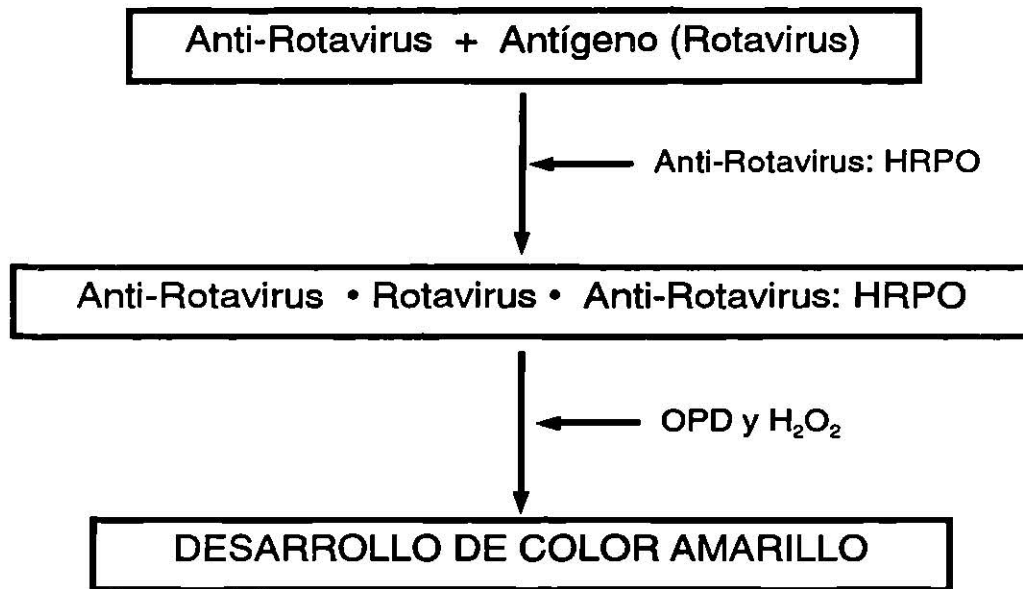 Anti-Rotavirus + Antígeno (Rotavirus)
Anti-Rotavirus: HRPO
Anti-Rotavirus • Rotavirus • Anti-Rotavirus: HRPO
OPD y H₂O₂
DESARROLLO DE COLOR AMARILLO